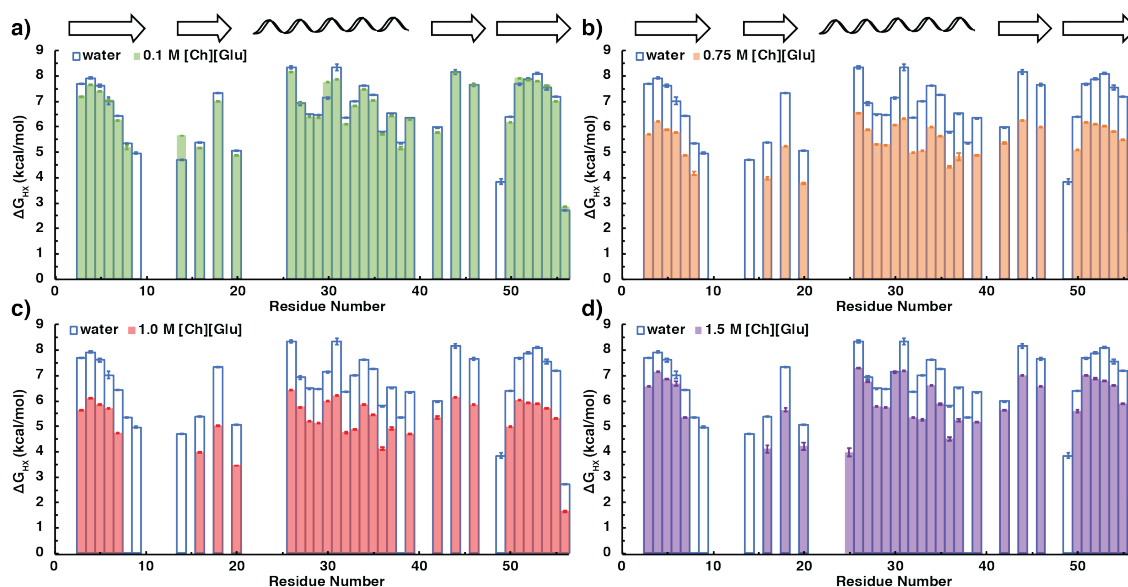 a)
water 0.1 M [Ch][Glu]
ΔG_HX (kcal/mol)
9
8
7
6
5
4
3
2
1
0
0 10 20 30 40 50
Residue Number
b)
water 0.75 M [Ch][Glu]
ΔG_HX (kcal/mol)
9
8
7
6
5
4
3
2
1
0
0 10 20 30 40 50
Residue Number
c)
water 1.0 M [Ch][Glu]
ΔG_HX (kcal/mol)
9
8
7
6
5
4
3
2
1
0
0 10 20 30 40 50
Residue Number
d)
water 1.5 M [Ch][Glu]
ΔG_HX (kcal/mol)
9
8
7
6
5
4
3
2
1
0
0 10 20 30 40 50
Residue Number